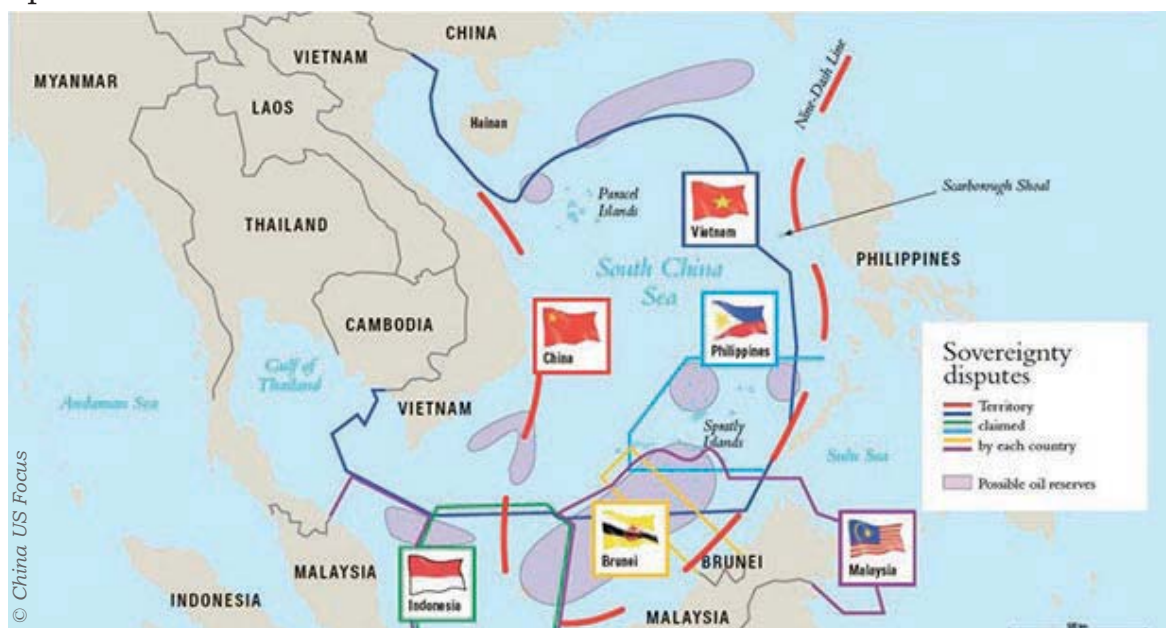 CHINA
VIETNAM
MYANMAR
LAOS
Hainan
Nine-Dash Line
Paracel
Islands
Scarborough Shoal
Vietnam
THAILAND
South China
Sea
PHILIPPINES
CAMBODIA
China
Philippines
Gulf of
Thailand
Andaman Sea
VIETNAM
Spratly
Islands
Sulu Sea
Sovereignty
disputes
Territory
claimed
by each country
Possible oil reserves
Brunei
BRUNEI
Malaysia
MALAYSIA
Indonesia
INDONESIA
MALAYSIA
© China US Focus